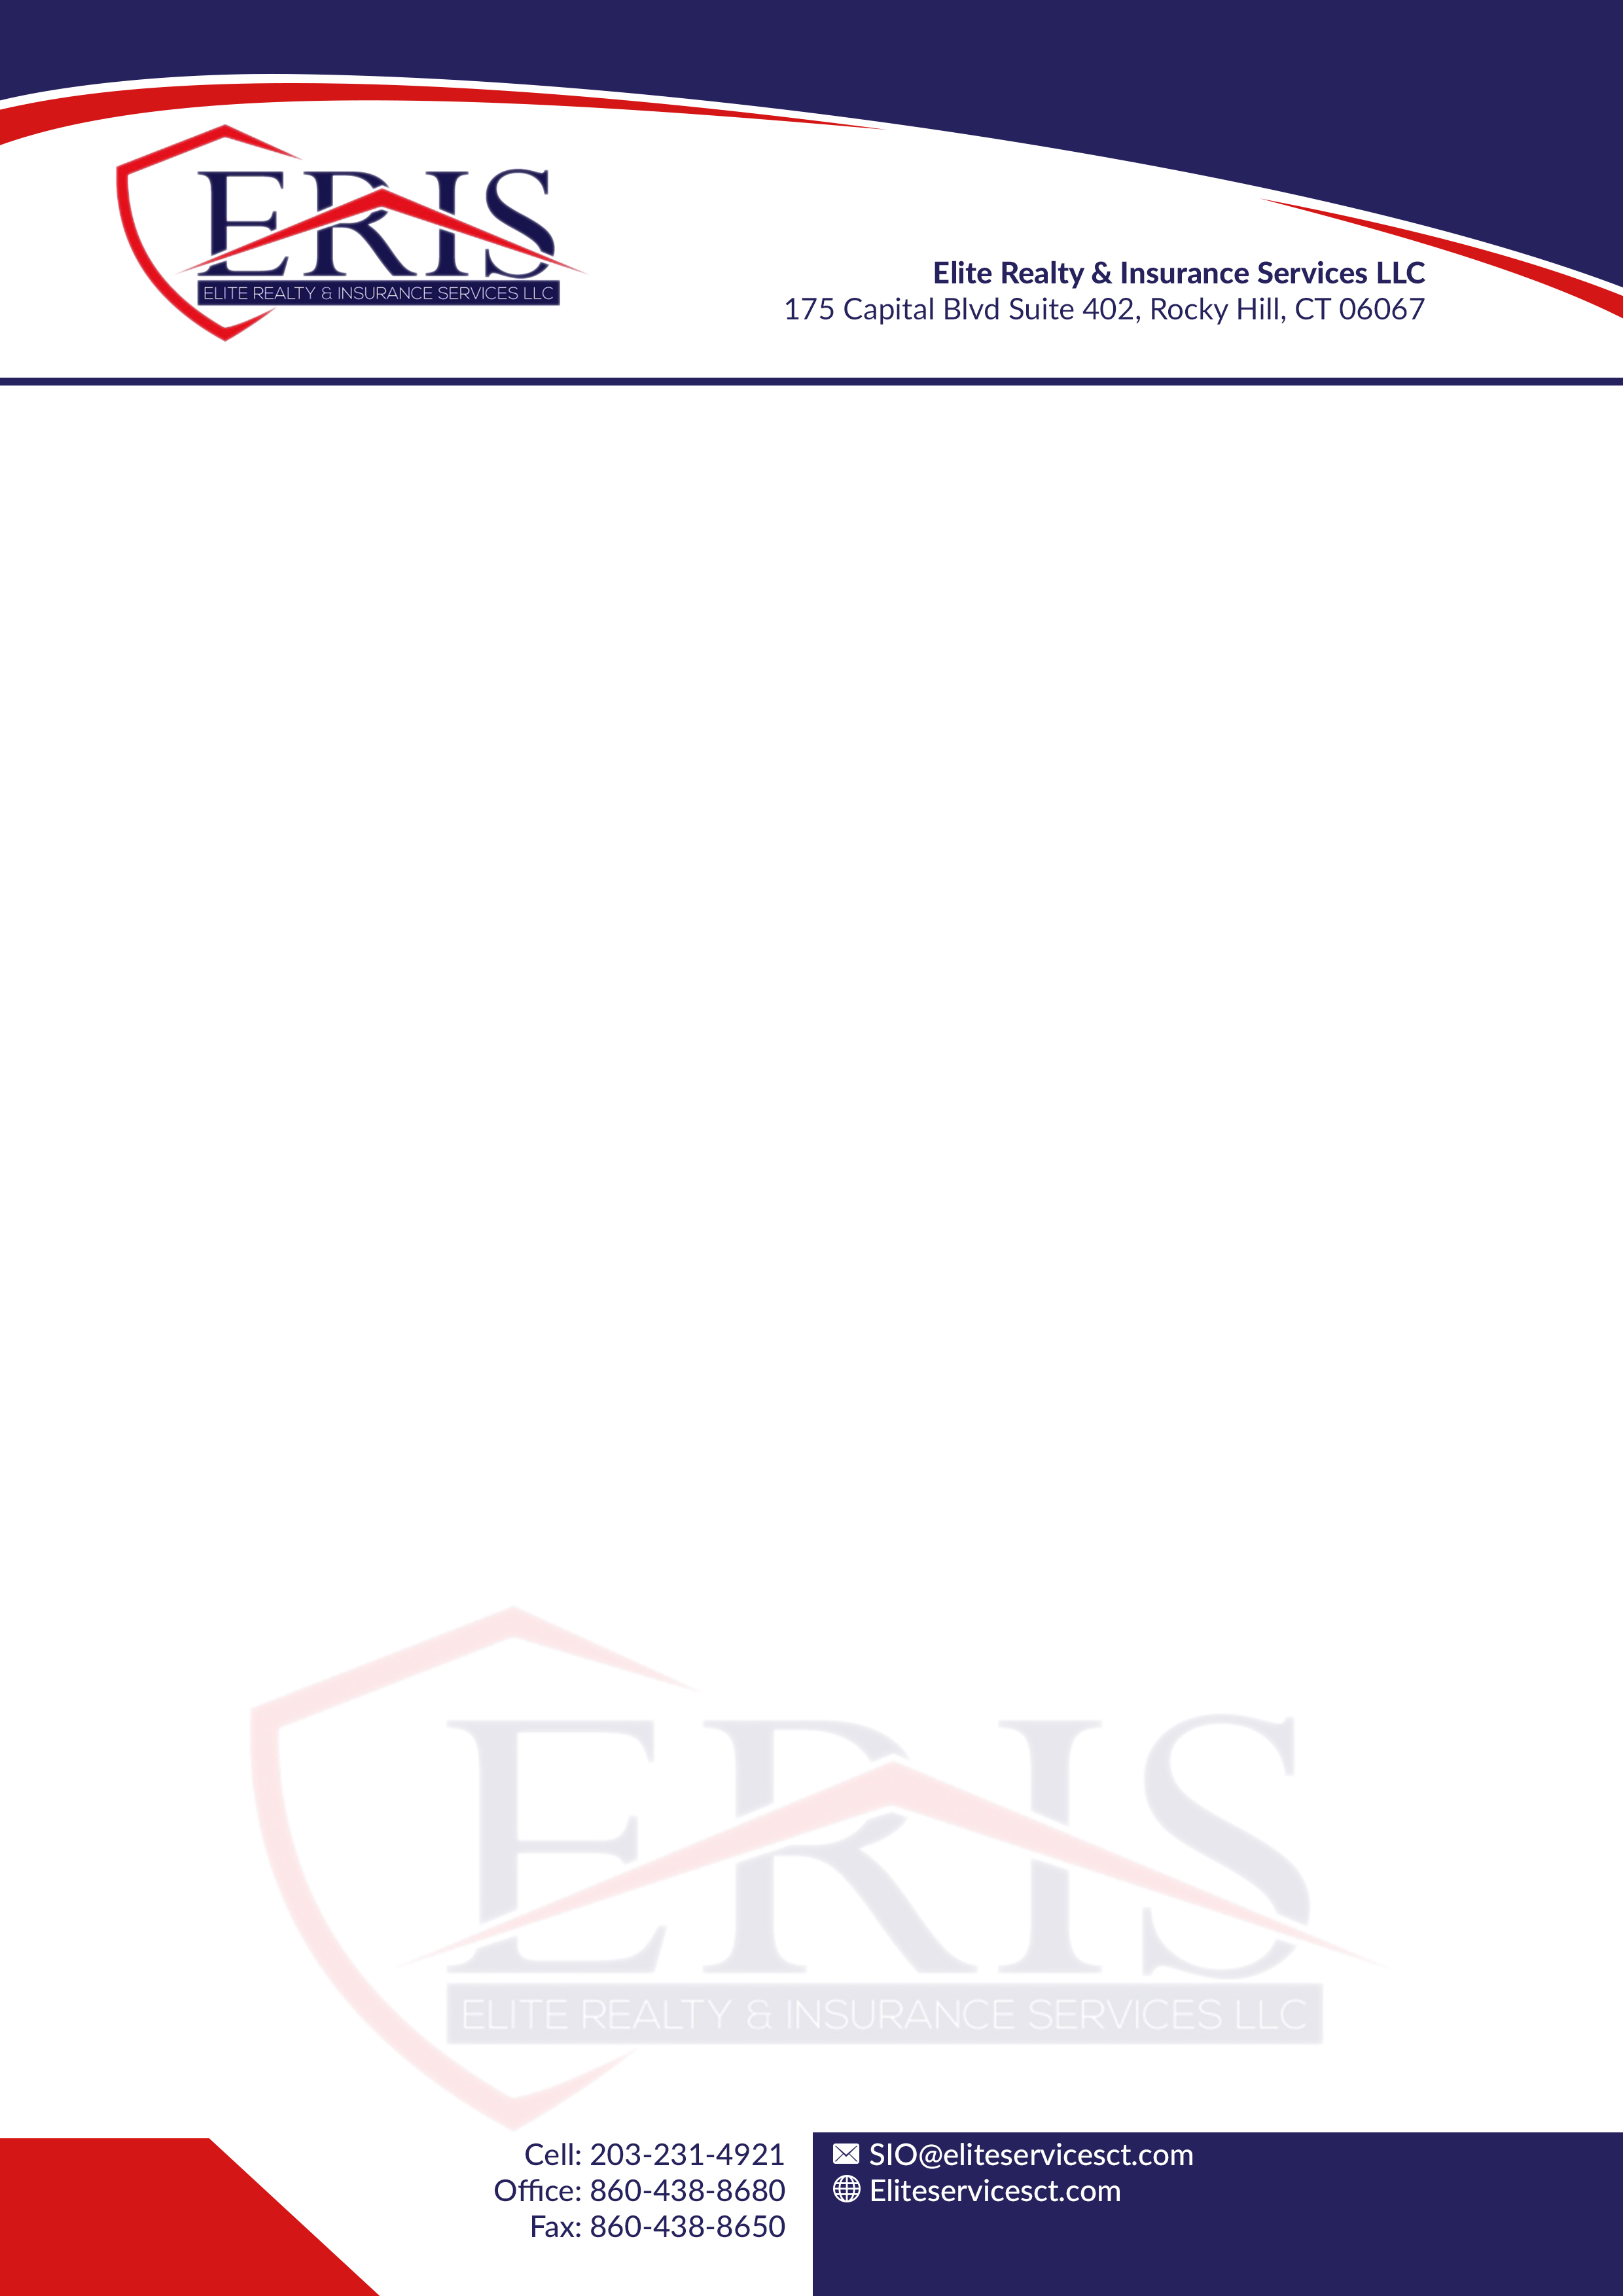 ERIS
ELITE REALTY & INSURANCE SERVICES LLC
Elite Realty & Insurance Services LLC
175 Capital Blvd Suite 402, Rocky Hill, CT 06067
ERIS
ELITE REALTY & INSURANCE SERVICES LLC
Cell: 203-231-4921
Office: 860-438-8680
Fax: 860-438-8650
SIO@eliteservicesct.com
Eliteservicesct.com